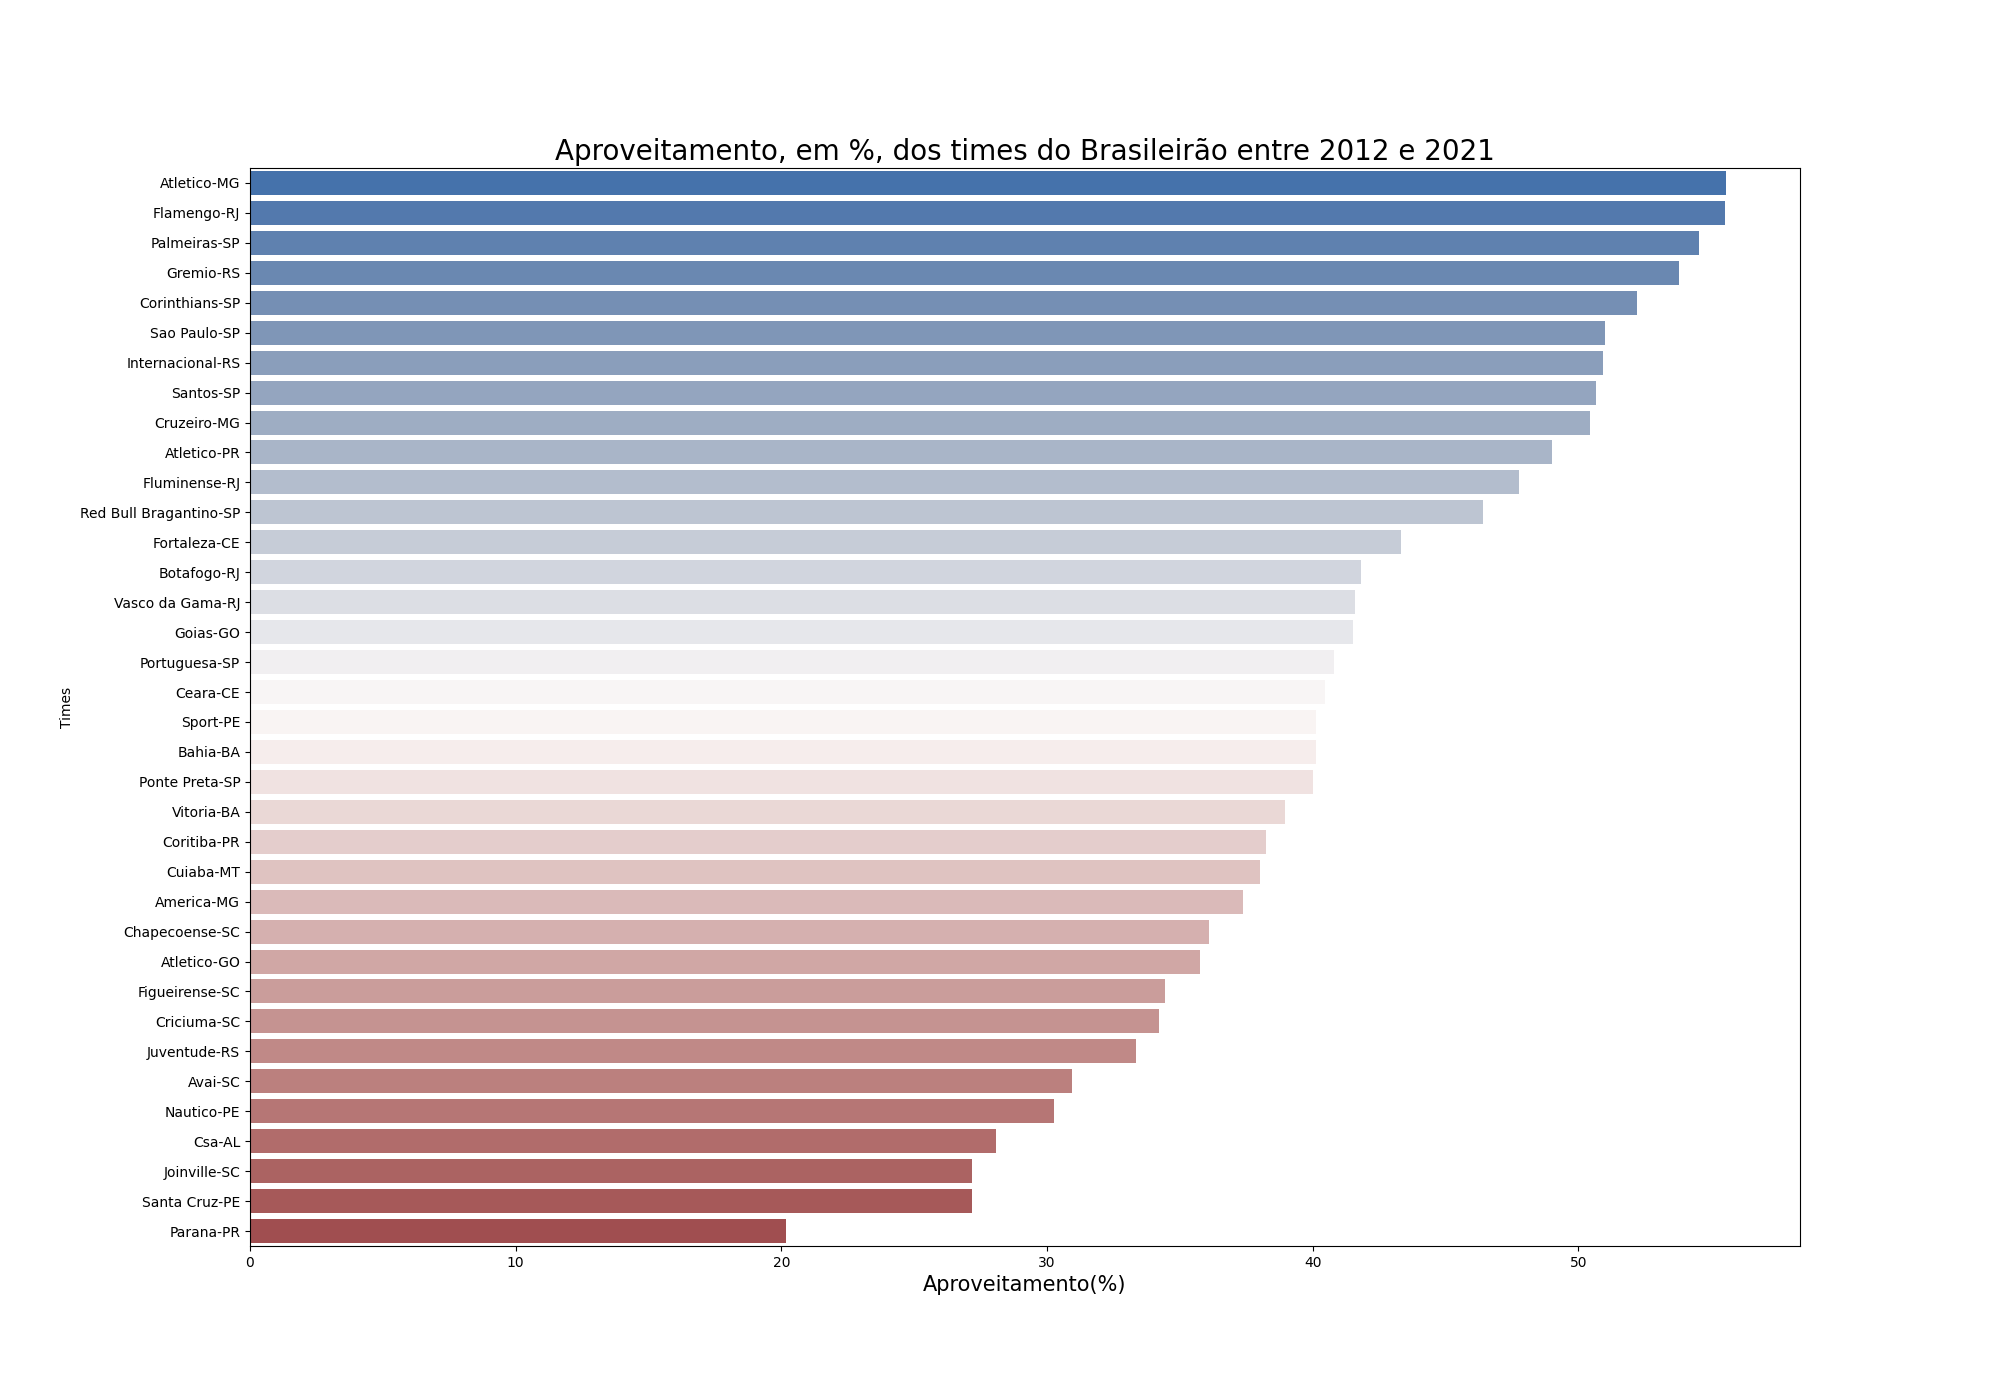 Aproveitamento, em %, dos times do Brasileirão entre 2012 e 2021
Atletico-MG
Flamengo-RJ
Palmeiras-SP
Gremio-RS
Corinthians-SP
Sao Paulo-SP
Internacional-RS
Santos-SP
Cruzeiro-MG
Atletico-PR
Fluminense-RJ
Red Bull Bragantino-SP
Fortaleza-CE
Botafogo-RJ
Vasco da Gama-RJ
Goias-GO
Portuguesa-SP
Ceara-CE
Sport-PE
Bahia-BA
Ponte Preta-SP
Vitoria-BA
Coritiba-PR
Cuiaba-MT
America-MG
Chapecoense-SC
Atletico-GO
Figueirense-SC
Criciuma-SC
Juventude-RS
Avai-SC
Nautico-PE
Csa-AL
Joinville-SC
Santa Cruz-PE
Parana-PR
Times
0 10 20 30 40 50
Aproveitamento(%)